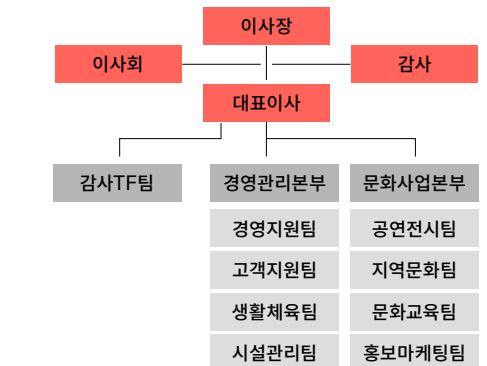 이사장
이사회
감사
대표이사
감사TF팀
경영관리본부
문화사업본부
경영지원팀
공연전시팀
고객지원팀
지역문화팀
생활체육팀
문화교육팀
시설관리팀
홍보마케팅팀